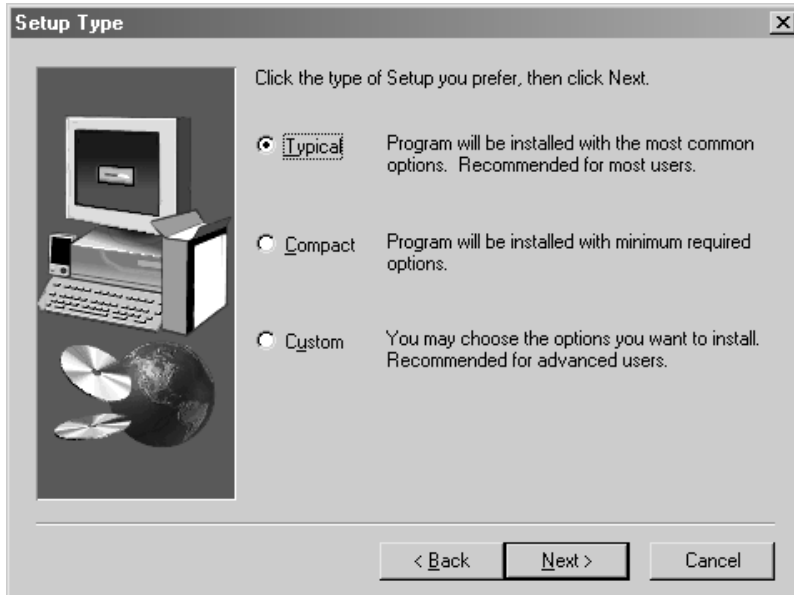 Setup Type
Click the type of Setup you prefer, then click Next.
Typical
Program will be installed with the most common
options. Recommended for most users.
Compact
Program will be installed with minimum required
options.
Custom
You may choose the options you want to install.
Recommended for advanced users.
< Back
Next >
Cancel